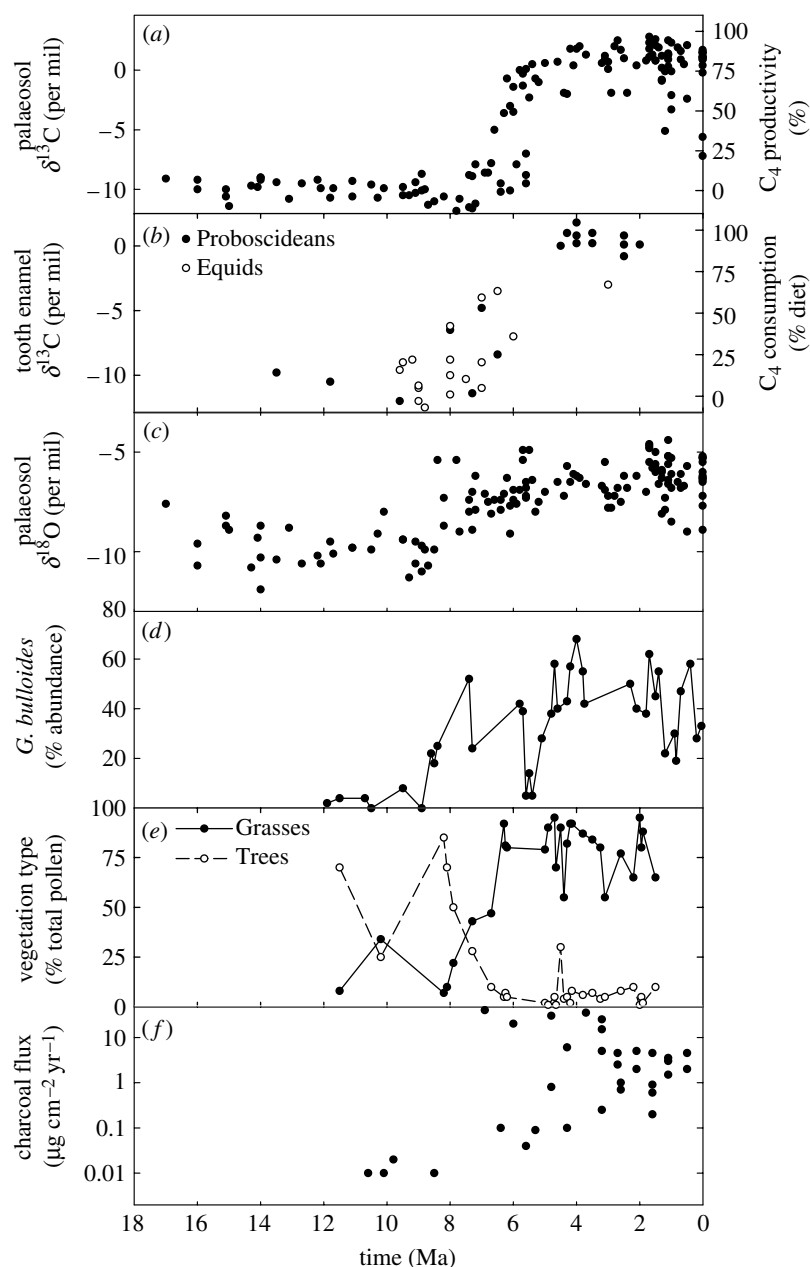 (a)
palaeosol
δ¹³C (per mil)
0
−5
−10
100
75
50
25
0
C₄ productivity
(%)
(b)
Proboscideans
Equids
tooth enamel
δ¹³C (per mil)
0
−5
−10
100
75
50
25
0
C₄ consumption
(% diet)
(c)
palaeosol
δ¹⁸O (per mil)
−5
−10
(d)
G. bulloides
(% abundance)
80
60
40
20
(e)
Grasses
Trees
vegetation type
(% total pollen)
100
75
50
25
0
(f)
charcoal flux
(µg cm⁻² yr⁻¹)
10
1
0.1
0.01
18 16 14 12 10 8 6 4 2 0
time (Ma)